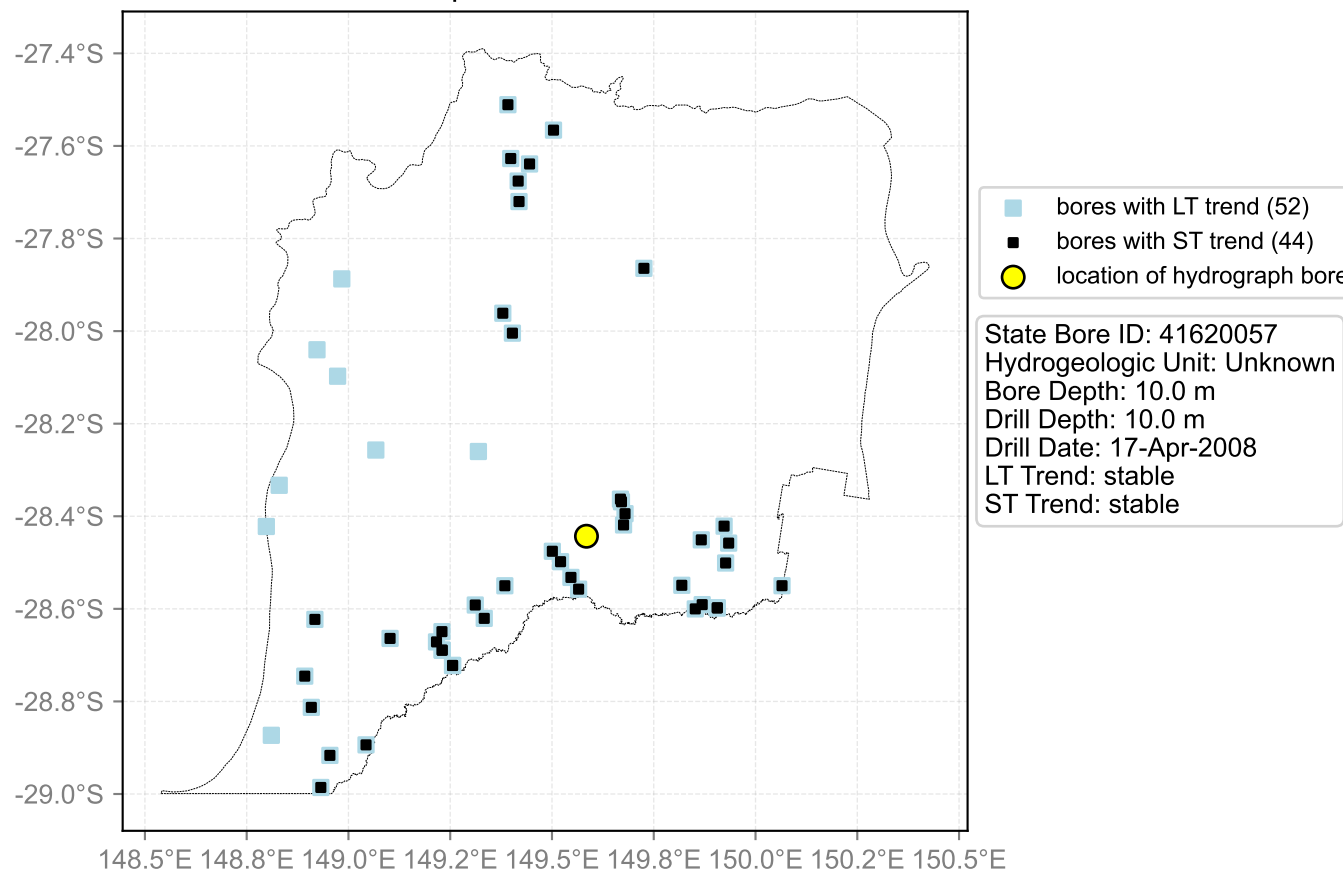 -27.4°S
-27.6°S
-27.8°S
-28.0°S
-28.2°S
-28.4°S
-28.6°S
-28.8°S
-29.0°S
148.5°E 148.8°E 149.0°E 149.2°E 149.5°E 149.8°E 150.0°E 150.2°E 150.5°E
bores with LT trend (52)
bores with ST trend (44)
location of hydrograph bore
State Bore ID: 41620057
Hydrogeologic Unit: Unknown
Bore Depth: 10.0 m
Drill Depth: 10.0 m
Drill Date: 17-Apr-2008
LT Trend: stable
ST Trend: stable